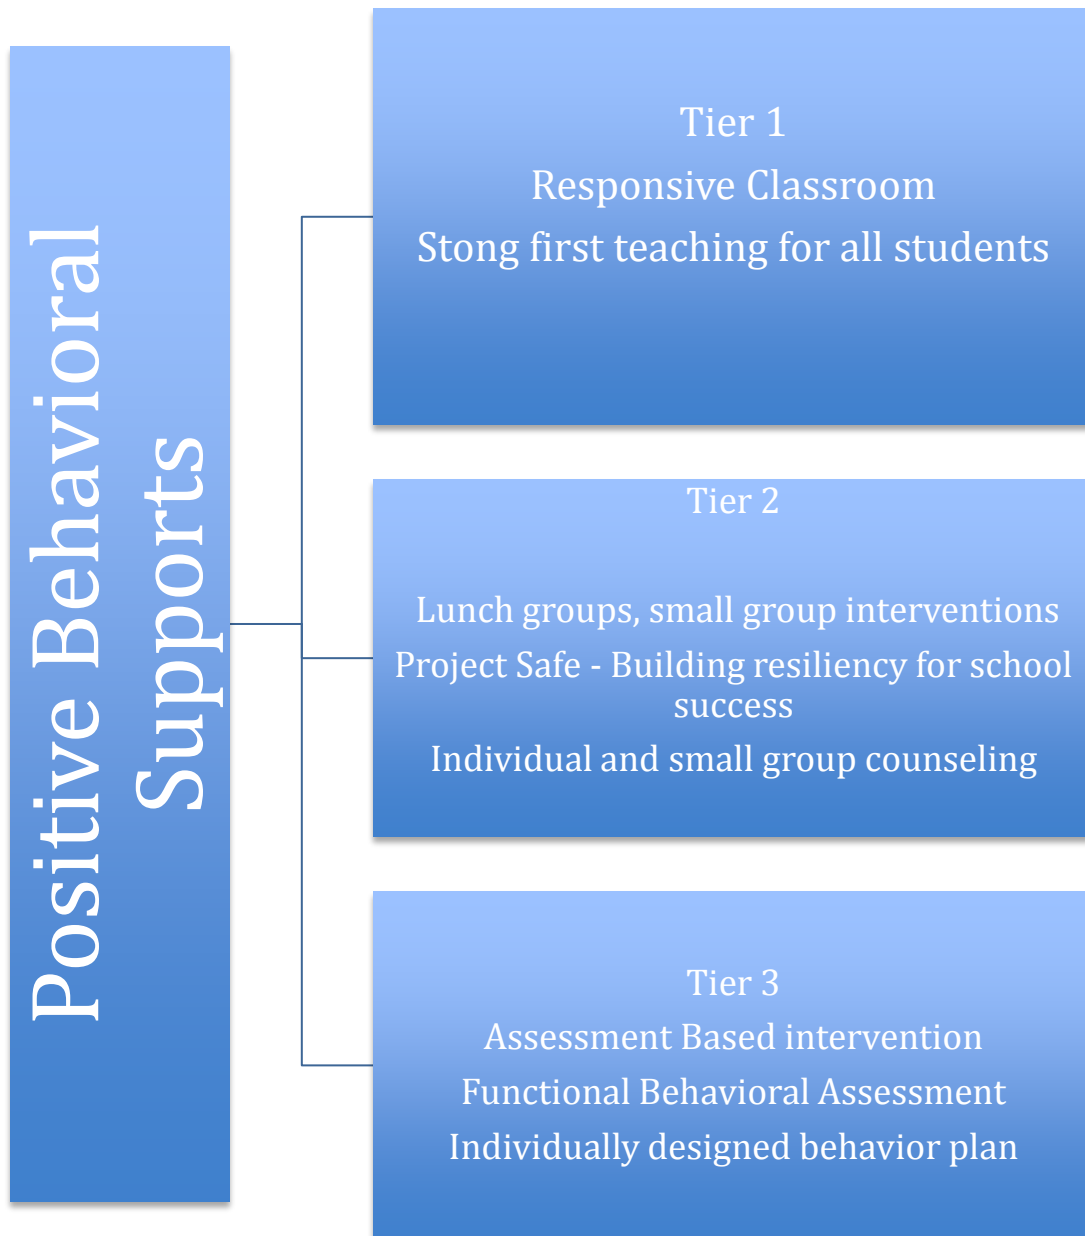 Positive Behavioral
Supports
Tier 1
Responsive Classroom
Stong first teaching for all students
Tier 2
Lunch groups, small group interventions
Project Safe - Building resiliency for school
success
Individual and small group counseling
Tier 3
Assessment Based intervention
Functional Behavioral Assessment
Individually designed behavior plan